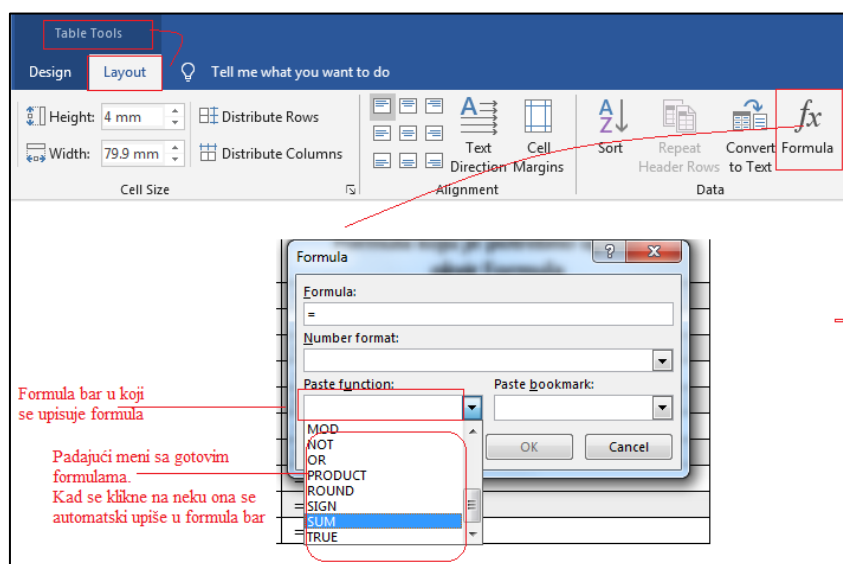 Table Tools
Design Layout Tell me what you want to do
Height: 4 mm Distribute Rows
Width: 79.9 mm Distribute Columns
Cell Size
Text Direction
Cell Margins
Alignment
A Z Sort
Repeat Header Rows
Convert to Text
fx Formula
Data
Formula
Formula:
=
Number format:
Paste function: Paste bookmark:
Formula bar u koji
se upisuje formula
MOD
NOT
OR
PRODUCT
ROUND
SIGN
SUM
TRUE
OK Cancel
Padajući meni sa gotovim
formulama.
Kad se klikne na neku ona se
automatski upiše u formula bar
=
=